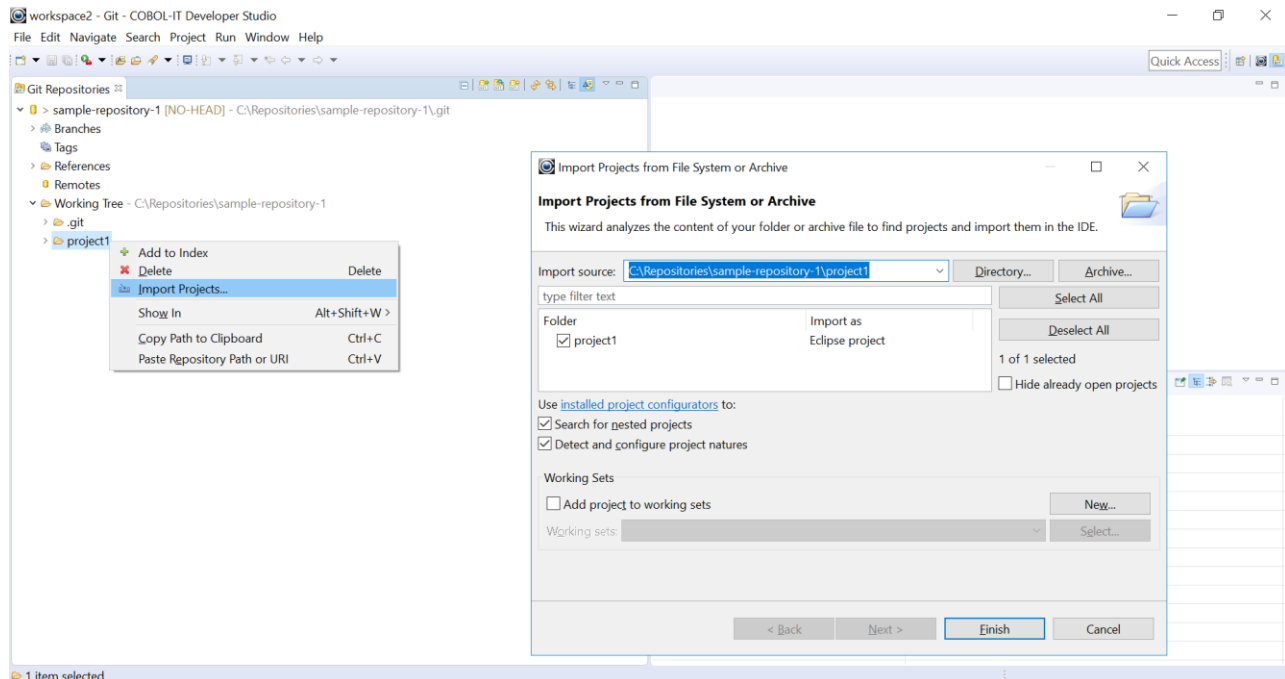 workspace2 - Git - COBOL-IT Developer Studio
File Edit Navigate Search Project Run Window Help
Quick Access
Git Repositories
> sample-repository-1 [NO-HEAD] - C:\Repositories\sample-repository-1\.git
Branches
Tags
References
Remotes
Working Tree - C:\Repositories\sample-repository-1
.git
project1
Add to Index
Delete Delete
Import Projects...
Show In Alt+Shift+W >
Copy Path to Clipboard Ctrl+C
Paste Repository Path or URI Ctrl+V
Import Projects from File System or Archive
Import Projects from File System or Archive
This wizard analyzes the content of your folder or archive file to find projects and import them in the IDE.
Import source: C:\Repositories\sample-repository-1\project1 Directory... Archive...
type filter text Select All
Folder Import as
Deselect All
project1 Eclipse project
1 of 1 selected
Hide already open projects
Use installed project configurators to:
Search for nested projects
Detect and configure project natures
Working Sets
Add project to working sets New...
Working sets: Select...
< Back Next > Finish Cancel
1 item selected